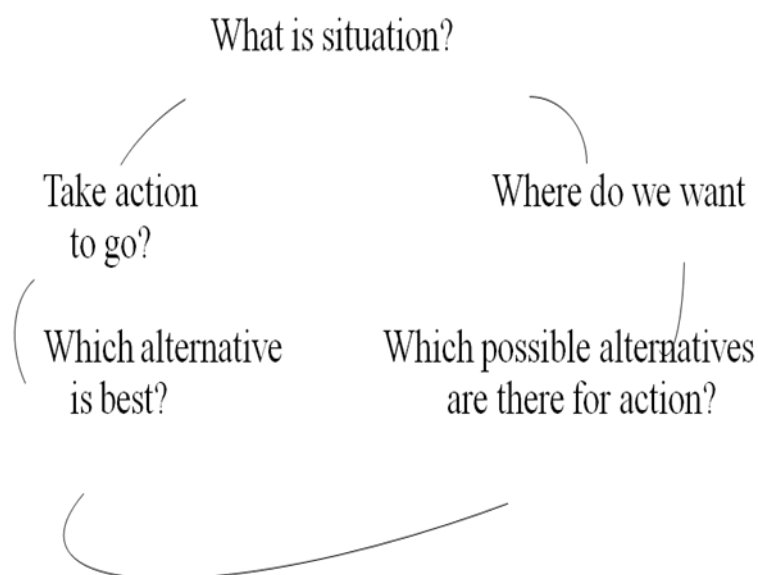 What is situation?
Take action
Where do we want
to go?
Which alternative
is best?
Which possible alternatives
are there for action?